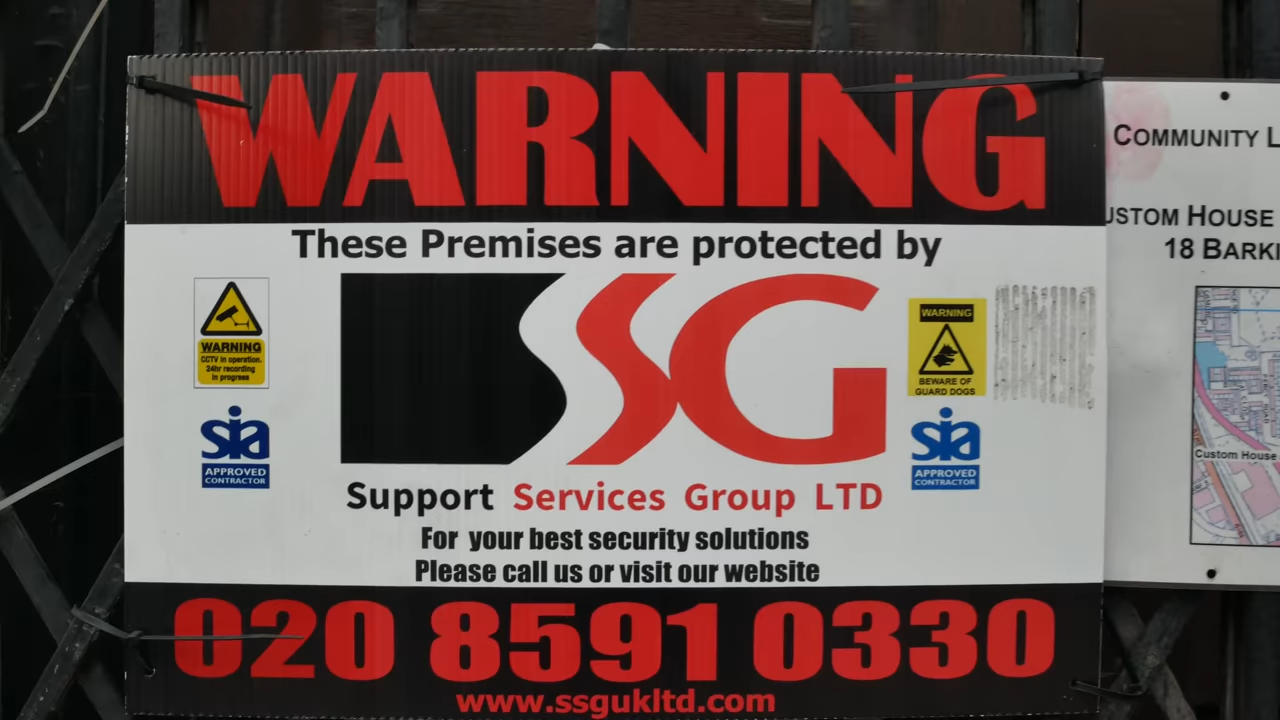 WARNING
These Premises are protected by
SSG
WARNING
CCTV in operation.
24hr recording
in progress
sia
APPROVED
CONTRACTOR
WARNING
BEWARE OF
GUARD DOGS
sia
APPROVED
CONTRACTOR
Support Services Group LTD
For your best security solutions
Please call us or visit our website
020 8591 0330
www.ssgukltd.com
COMMUNITY L
USTOM HOUSE
18 BARKI
Custom House